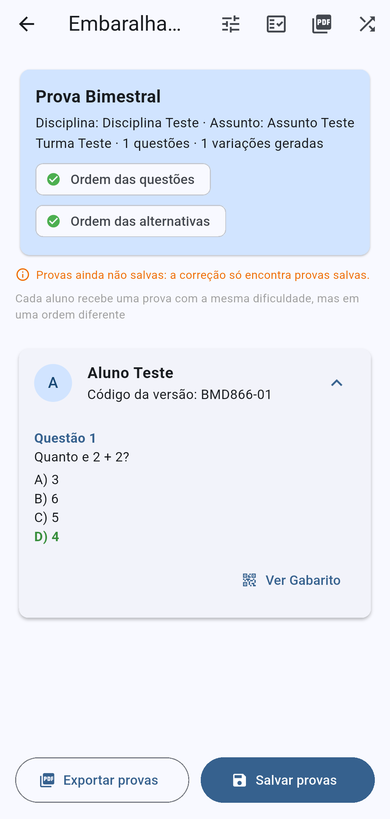 Embaralha...
PDF
Prova Bimestral
Disciplina: Disciplina Teste · Assunto: Assunto Teste
Turma Teste · 1 questões · 1 variações geradas
Ordem das questões
Ordem das alternativas
Provas ainda não salvas: a correção só encontra provas salvas.
Cada aluno recebe uma prova com a mesma dificuldade, mas em
uma ordem diferente
A
Aluno Teste
Código da versão: BMD866-01
Questão 1
Quanto e 2 + 2?
A) 3
B) 6
C) 5
D) 4
Ver Gabarito
PDF
Exportar provas
Salvar provas